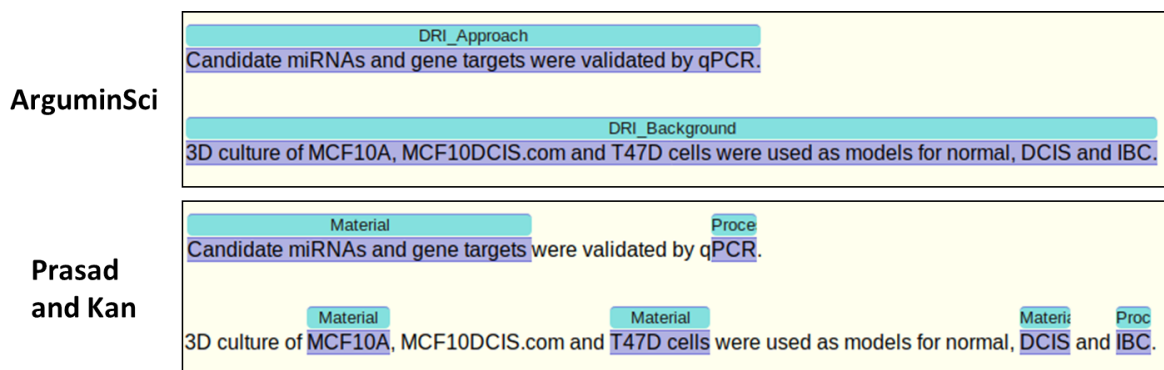 ArguminSci
DRI_Approach
Candidate miRNAs and gene targets were validated by qPCR.
DRI_Background
3D culture of MCF10A, MCF10DCIS.com and T47D cells were used as models for normal, DCIS and IBC.
Prasad
and Kan
Material Proce
Candidate miRNAs and gene targets were validated by qPCR.
Material Material Materia Proc
3D culture of MCF10A, MCF10DCIS.com and T47D cells were used as models for normal, DCIS and IBC.